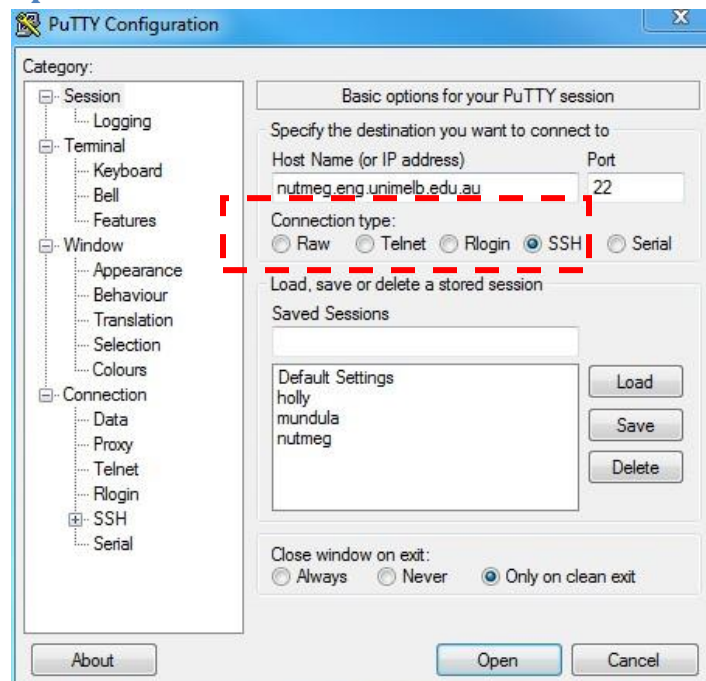 PuTTY Configuration
X
Category:
Session
Logging
Terminal
Keyboard
Bell
Features
Window
Appearance
Behaviour
Translation
Selection
Colours
Connection
Data
Proxy
Telnet
Rlogin
SSH
Serial
Basic options for your PuTTY session
Specify the destination you want to connect to
Host Name (or IP address) Port
nutmeg.eng.unimelb.edu.au 22
Connection type:
Raw Telnet Rlogin SSH Serial
Load, save or delete a stored session
Saved Sessions
Default Settings
holly
mundula
nutmeg
Load
Save
Delete
Close window on exit:
Always Never Only on clean exit
About Open Cancel